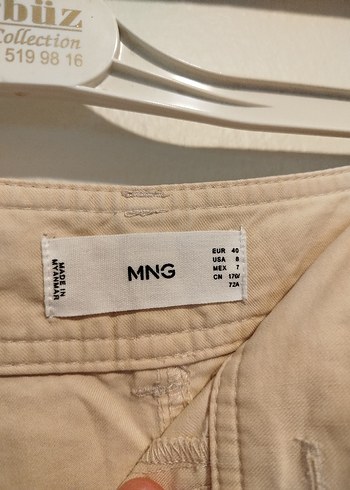 büz
Collection
519 98 16
MADE IN
MYANMAR
MNG
EUR 40
USA 8
MEX 7
CN 170/
72A